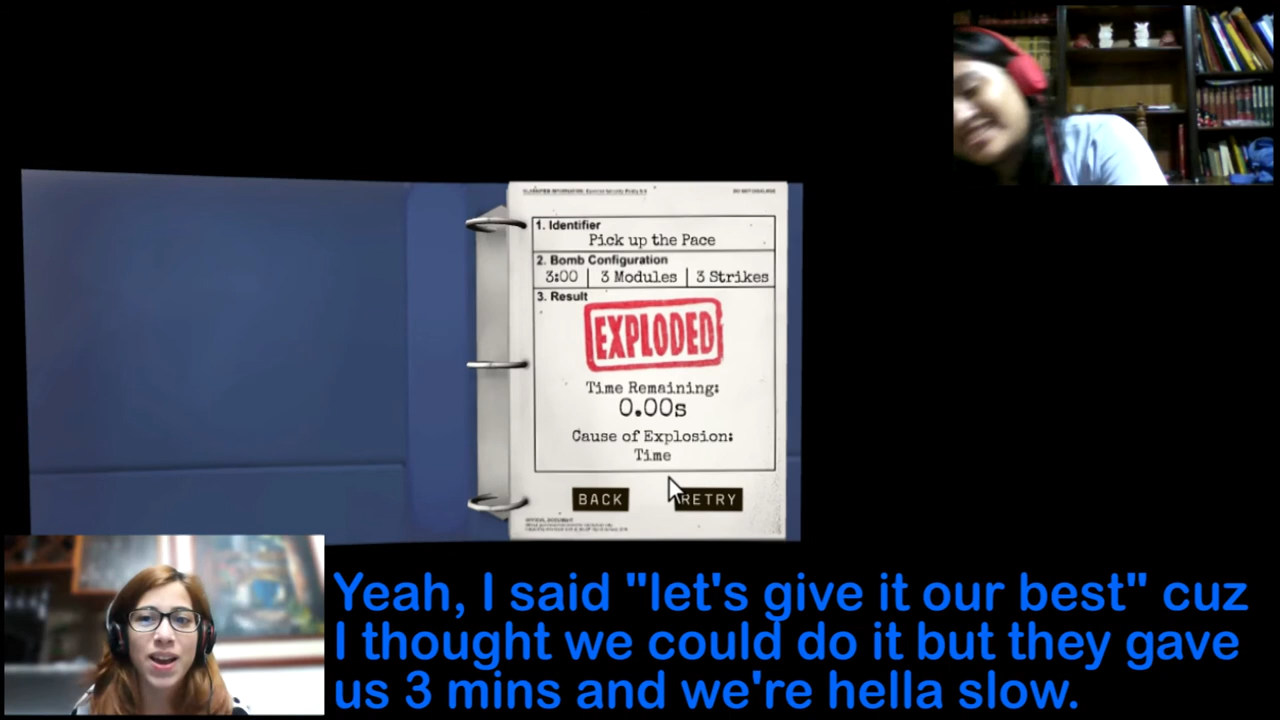 1. Identifier
Pick up the Pace
2. Bomb Configuration
3:00 | 3 Modules | 3 Strikes
3. Result
EXPLODED
Time Remaining:
0.00s
Cause of Explosion:
Time
BACK
RETRY
Yeah, I said "let's give it our best" cuz
I thought we could do it but they gave
us 3 mins and we're hella slow.